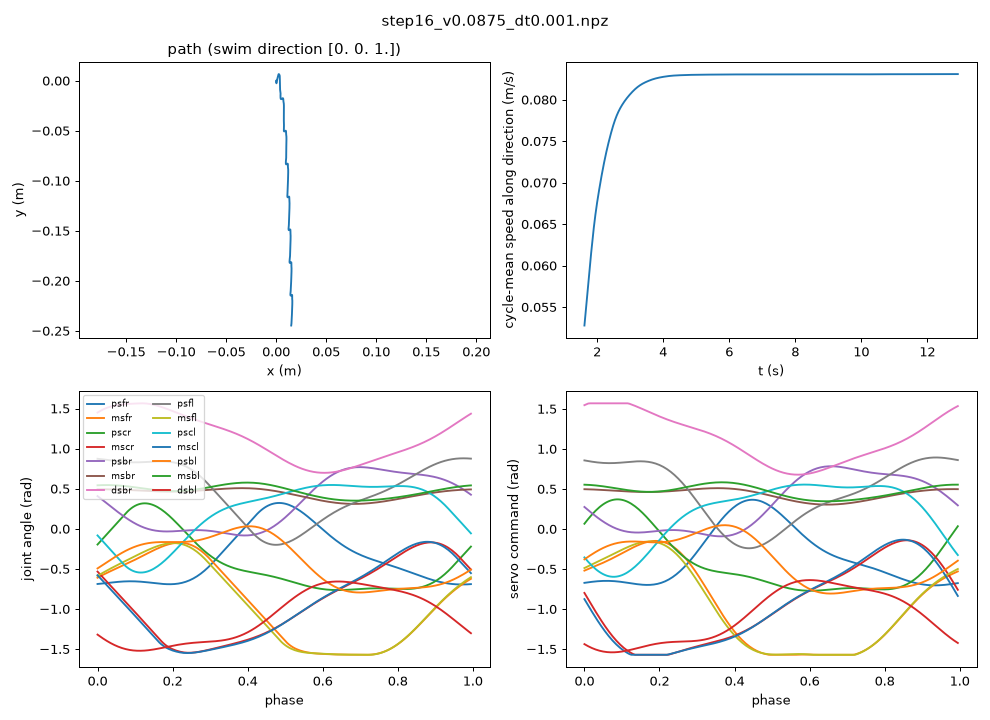 step16_v0.0875_dt0.001.npz
path (swim direction [0. 0. 1.])
0.00
−0.05
−0.10
−0.15
−0.20
−0.25
y (m)
−0.15 −0.10 −0.05 0.00 0.05 0.10 0.15 0.20
x (m)
0.080
0.075
0.070
0.065
0.060
0.055
cycle-mean speed along direction (m/s)
2 4 6 8 10 12
t (s)
1.5
1.0
0.5
0.0
−0.5
−1.0
−1.5
joint angle (rad)
psfr psfl
msfr msfl
pscr pscl
mscr mscl
psbr psbl
msbr msbl
dsbr dsbl
0.0 0.2 0.4 0.6 0.8 1.0
phase
1.5
1.0
0.5
0.0
−0.5
−1.0
−1.5
servo command (rad)
0.0 0.2 0.4 0.6 0.8 1.0
phase